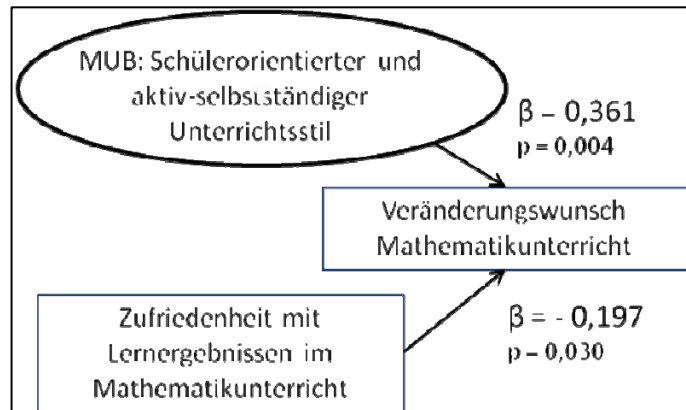 MUB: Schülerorientierter und
aktiv-selbstständiger
Unterrichtsstil
β = 0,361
p = 0,004
Veränderungswunsch
Mathematikunterricht
Zufriedenheit mit
Lernergebnissen im
Mathematikunterricht
β = - 0,197
p = 0,030